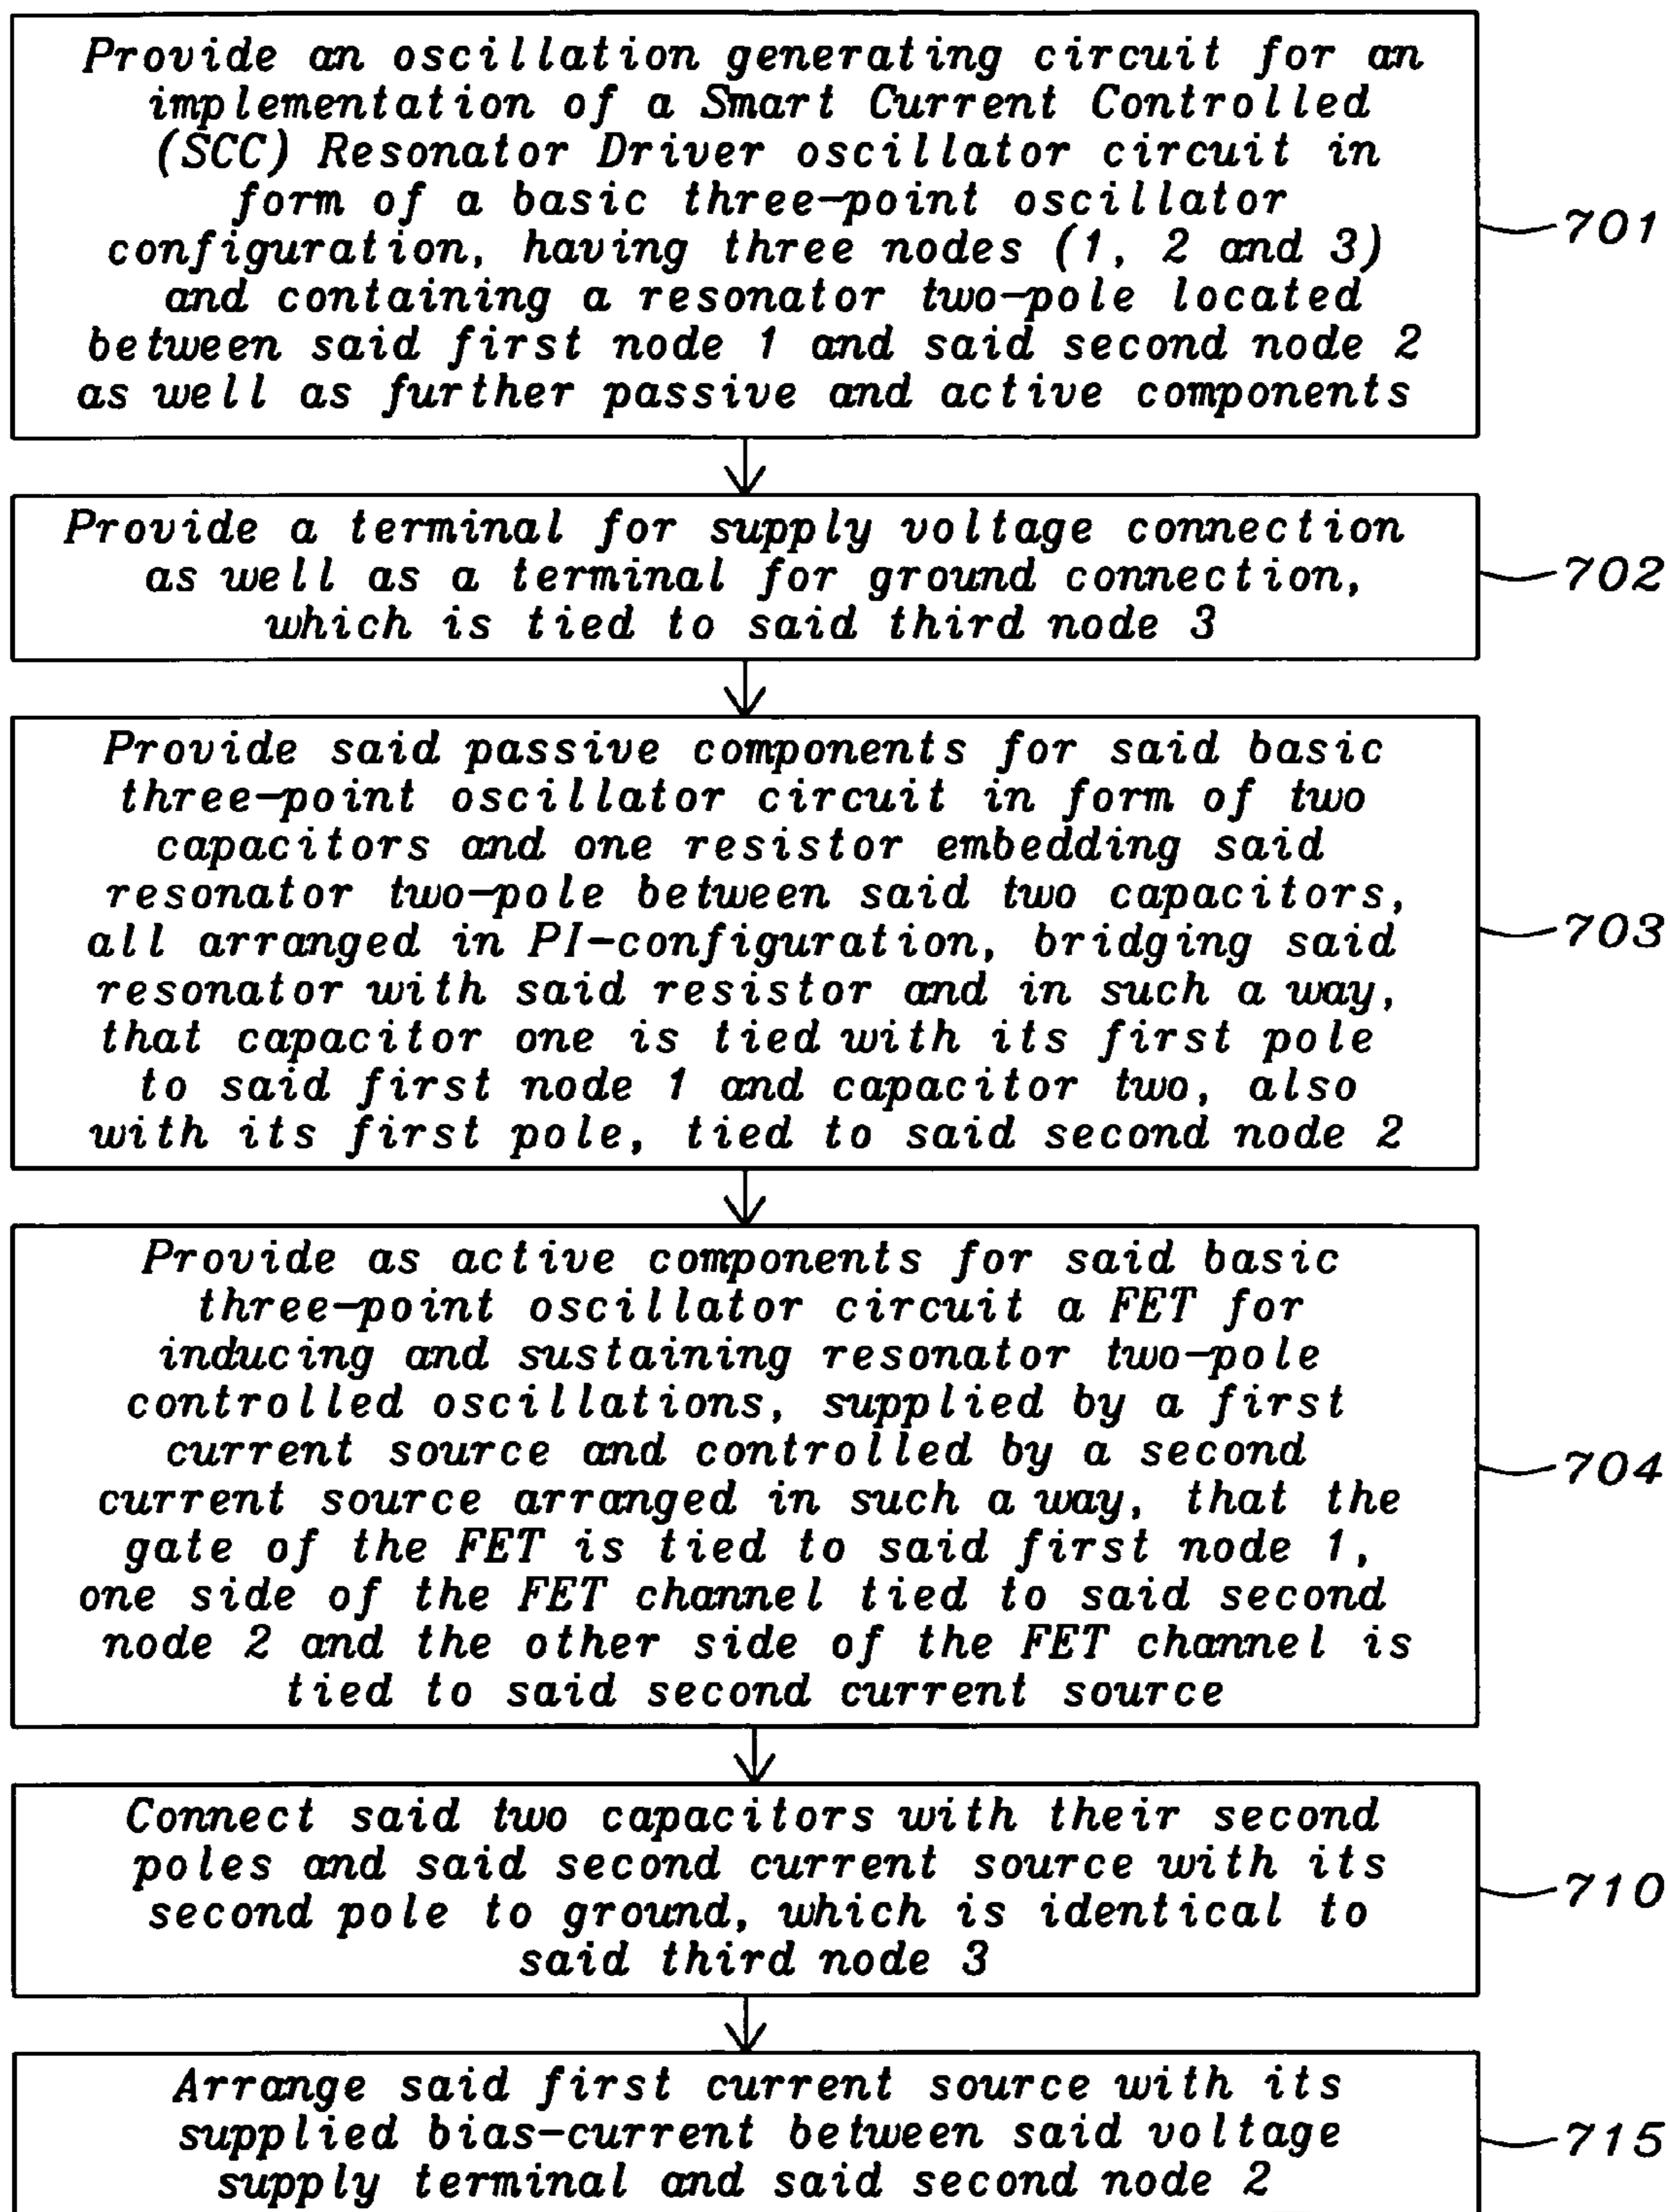 Provide an oscillation generating circuit for an
implementation of a Smart Current Controlled
(SCC) Resonator Driver oscillator circuit in
form of a basic three-point oscillator
configuration, having three nodes (1, 2 and 3)
and containing a resonator two-pole located
between said first node 1 and said second node 2
as well as further passive and active components
701
Provide a terminal for supply voltage connection
as well as a terminal for ground connection,
which is tied to said third node 3
702
Provide said passive components for said basic
three-point oscillator circuit in form of two
capacitors and one resistor embedding said
resonator two-pole between said two capacitors,
all arranged in PI-configuration, bridging said
resonator with said resistor and in such a way,
that capacitor one is tied with its first pole
to said first node 1 and capacitor two, also
with its first pole, tied to said second node 2
703
Provide as active components for said basic
three-point oscillator circuit a FET for
inducing and sustaining resonator two-pole
controlled oscillations, supplied by a first
current source and controlled by a second
current source arranged in such a way, that the
gate of the FET is tied to said first node 1,
one side of the FET channel tied to said second
node 2 and the other side of the FET channel is
tied to said second current source
704
Connect said two capacitors with their second
poles and said second current source with its
second pole to ground, which is identical to
said third node 3
710
Arrange said first current source with its
supplied bias-current between said voltage
supply terminal and said second node 2
715